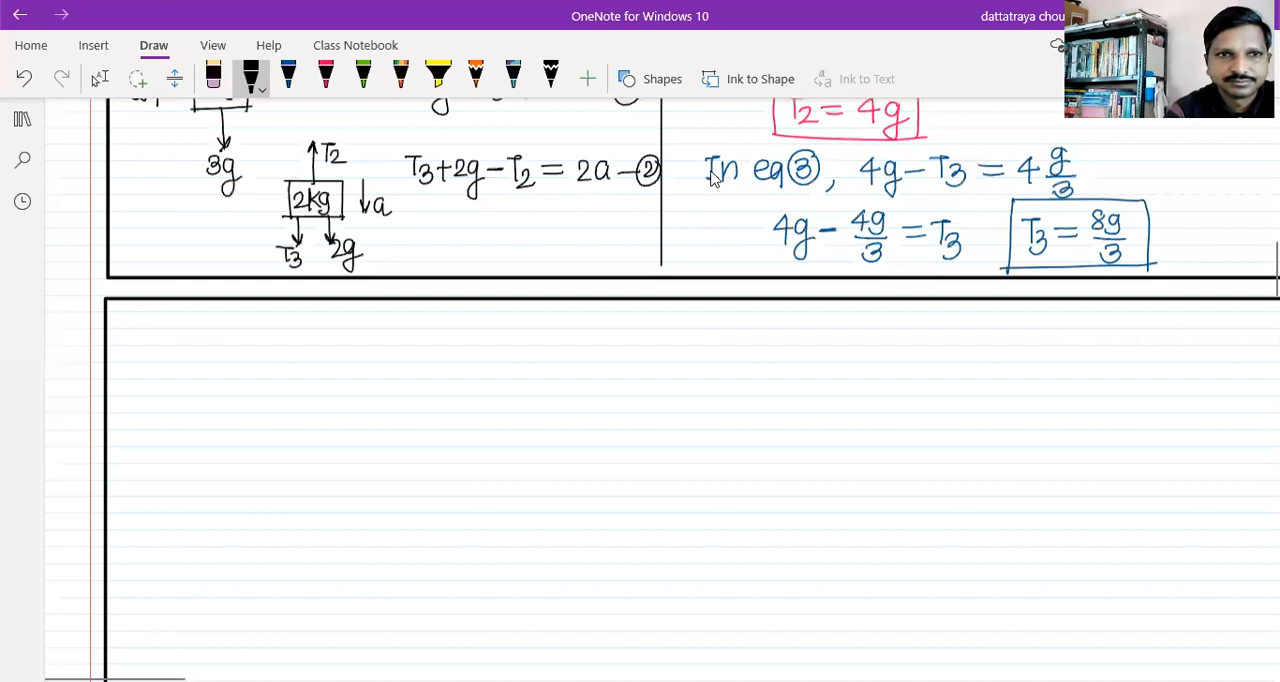 OneNote for Windows 10
dattatraya chou
Home Insert Draw View Help Class Notebook
Shapes Ink to Shape Ink to Text
T2 = 4g
3g
T2
2kg
a
T3 2g
T3+2g-T2 = 2a-②
In eq ③, 4g-T3 = 4 g/3
4g - 4g/3 = T3
T3 = 8g/3